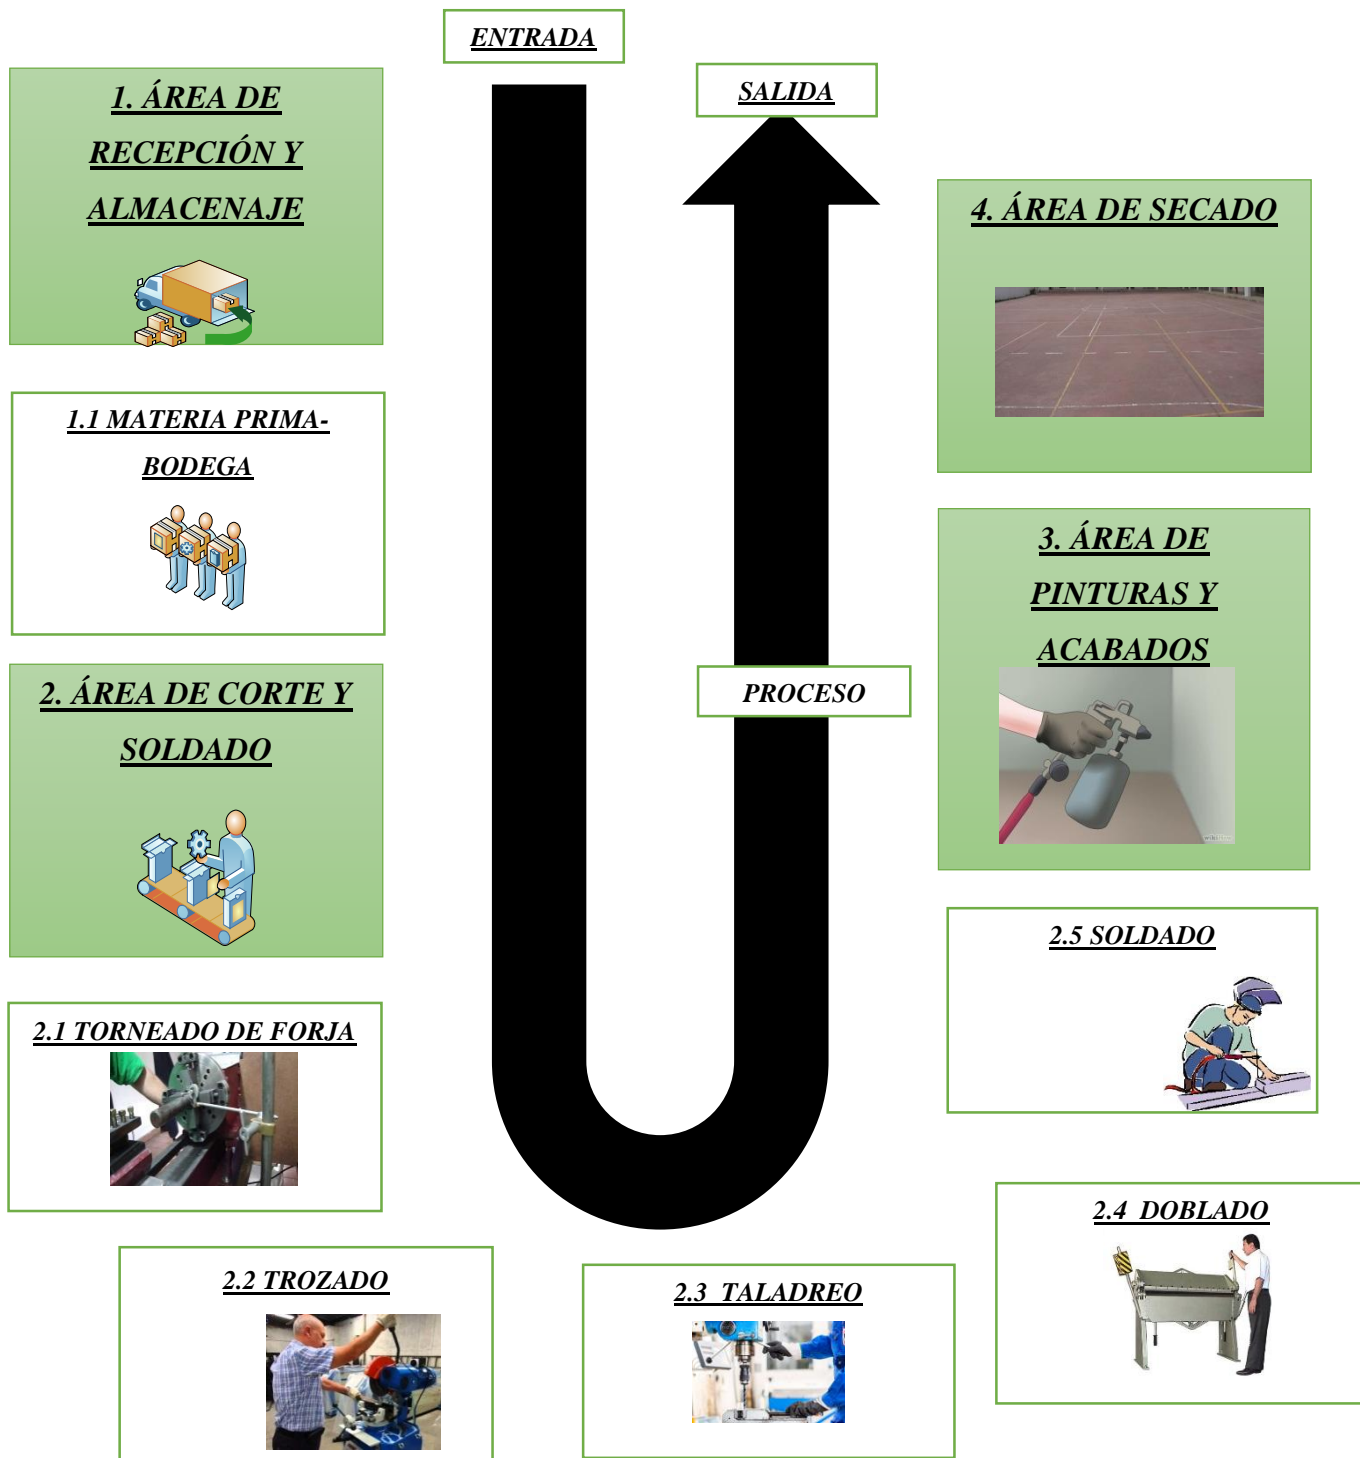 ENTRADA
SALIDA
1. ÁREA DE
RECEPCIÓN Y
ALMACENAJE
4. ÁREA DE SECADO
1.1 MATERIA PRIMA-
BODEGA
3. ÁREA DE
PINTURAS Y
ACABADOS
2. ÁREA DE CORTE Y
SOLDADO
PROCESO
2.5 SOLDADO
2.1 TORNEADO DE FORJA
2.4 DOBLADO
2.2 TROZADO
2.3 TALADREO